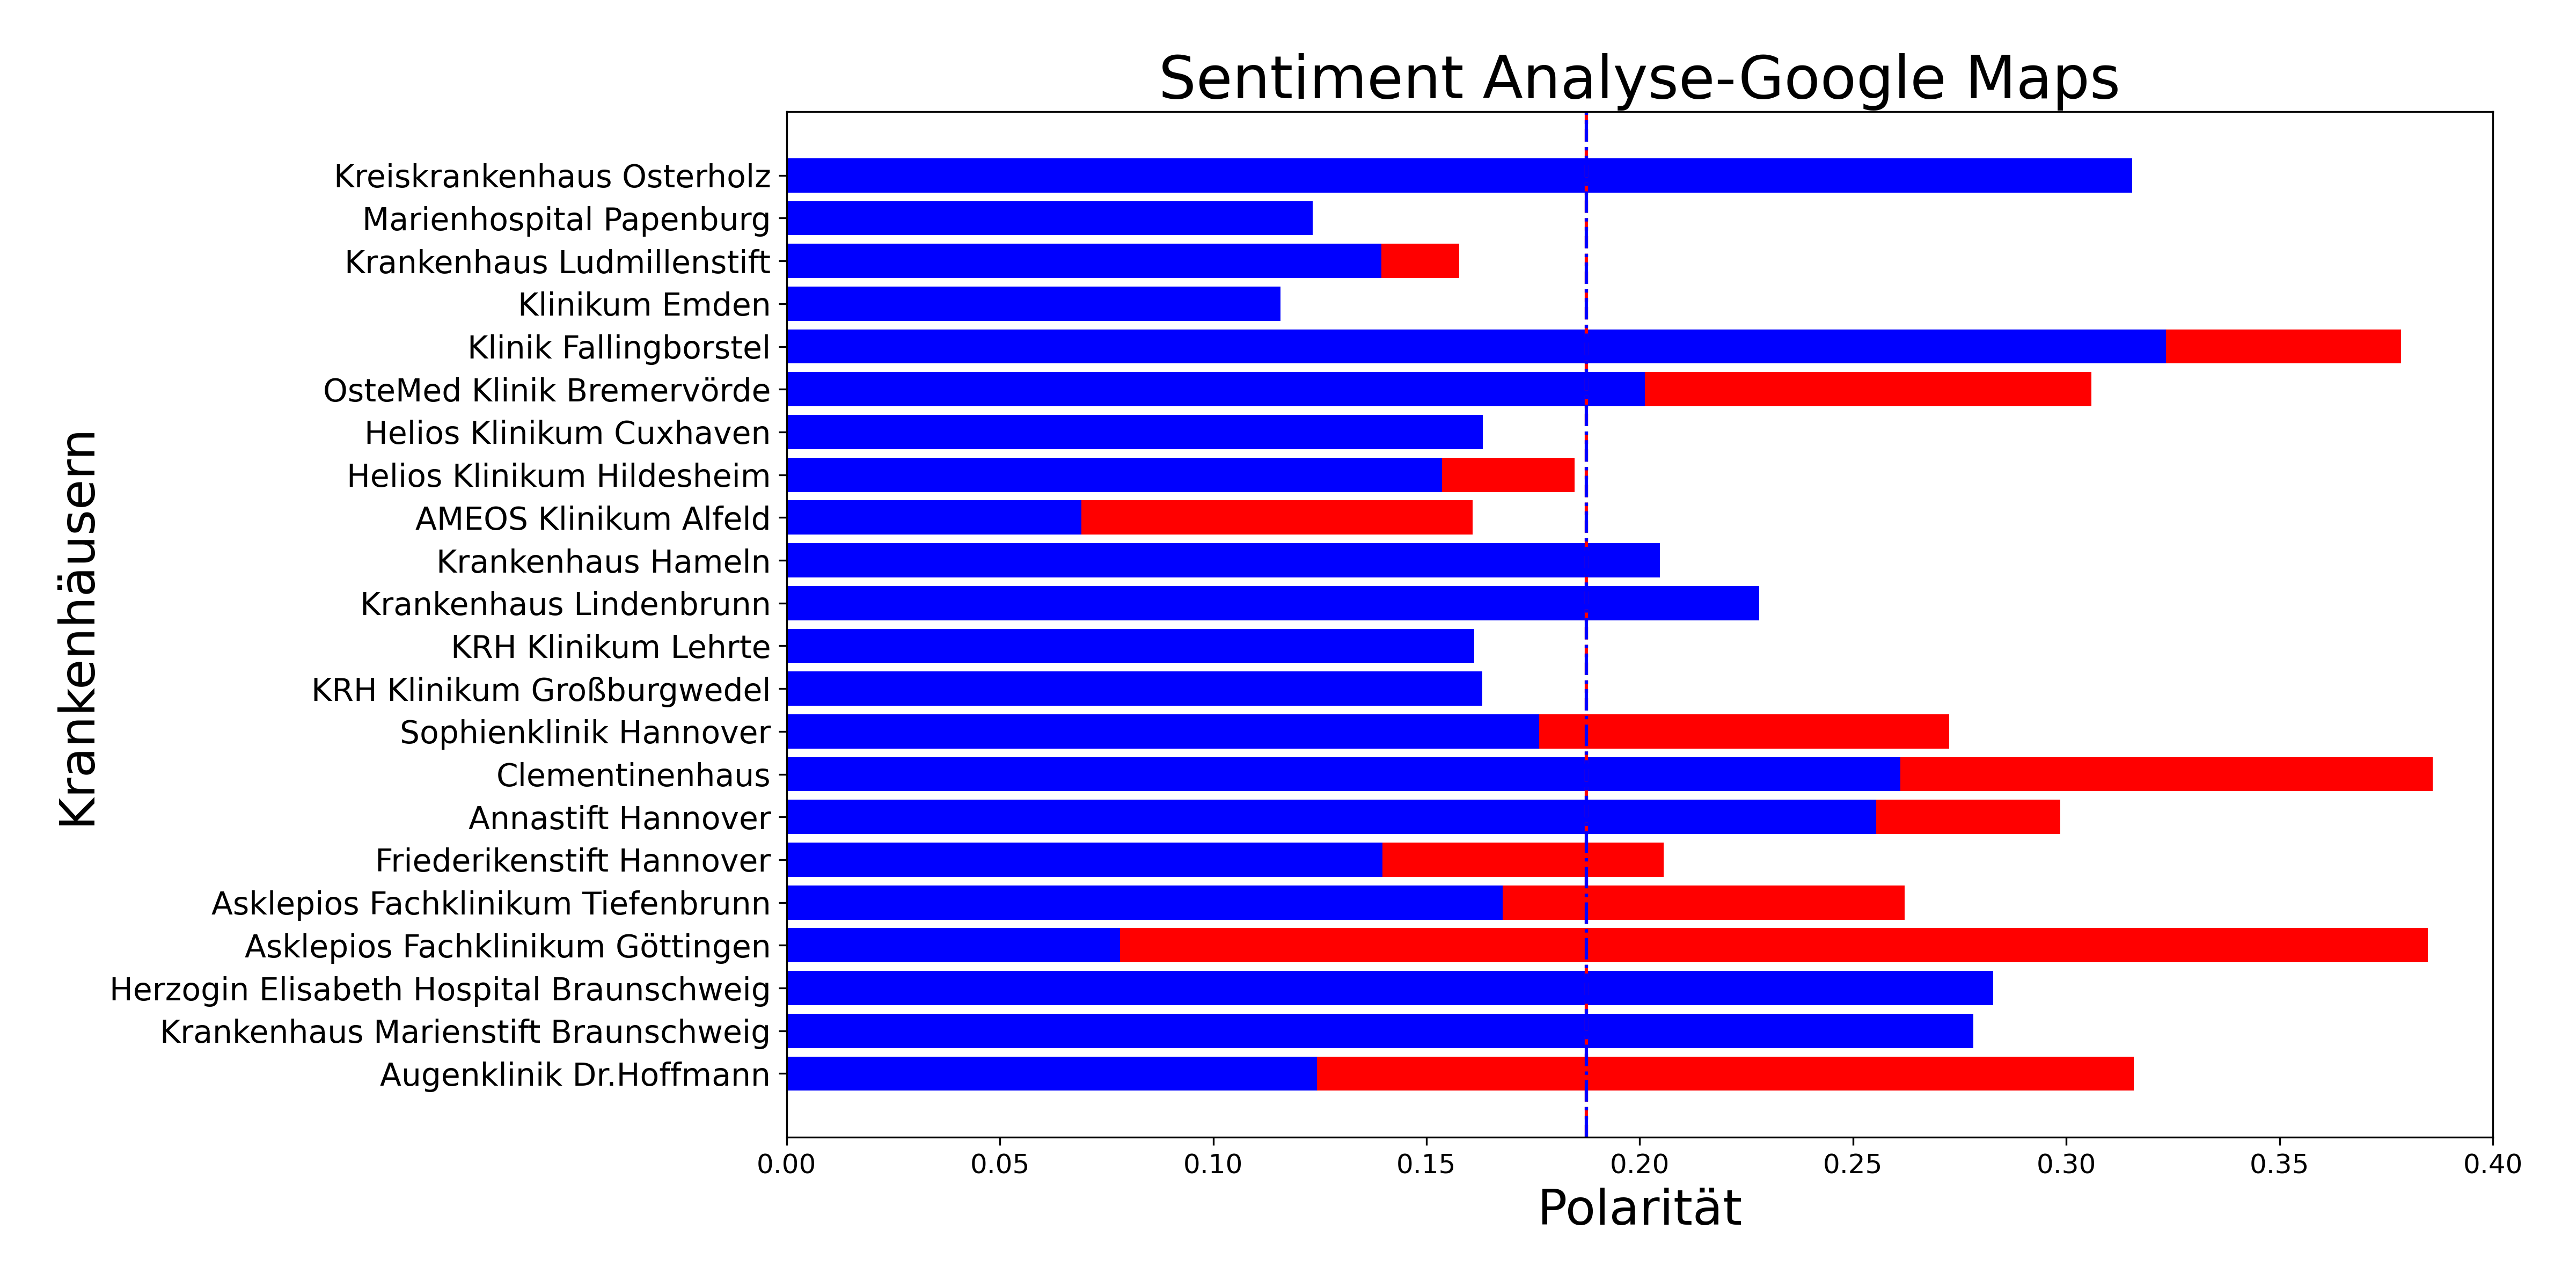 Sentiment Analyse-Google Maps
Krankenhäusern
Kreiskrankenhaus Osterholz
Marienhospital Papenburg
Krankenhaus Ludmillenstift
Klinikum Emden
Klinik Fallingborstel
OsteMed Klinik Bremervörde
Helios Klinikum Cuxhaven
Helios Klinikum Hildesheim
AMEOS Klinikum Alfeld
Krankenhaus Hameln
Krankenhaus Lindenbrunn
KRH Klinikum Lehrte
KRH Klinikum Großburgwedel
Sophienklinik Hannover
Clementinenhaus
Annastift Hannover
Friederikenstift Hannover
Asklepios Fachklinikum Tiefenbrunn
Asklepios Fachklinikum Göttingen
Herzogin Elisabeth Hospital Braunschweig
Krankenhaus Marienstift Braunschweig
Augenklinik Dr.Hoffmann
0.00 0.05 0.10 0.15 0.20 0.25 0.30 0.35 0.40
Polarität